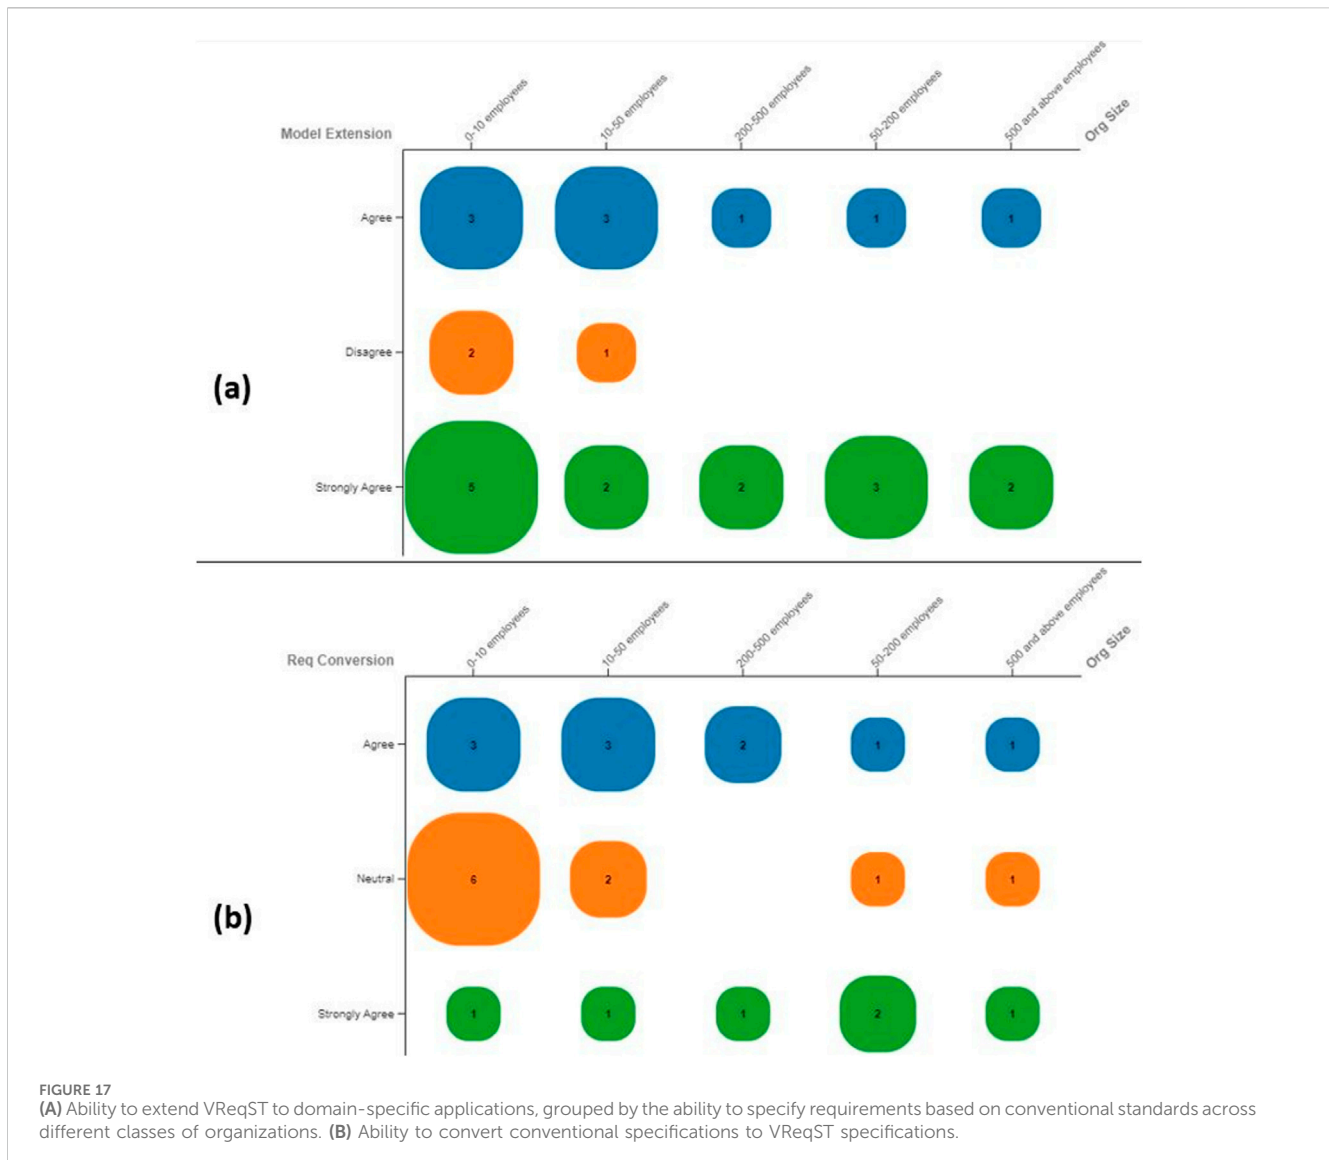 0-10 employees
10-50 employees
200-500 employees
50-200 employees
500 and above employees
Org Size
Model Extension
Agree
3
3
1
1
1
Disagree
2
1
(a)
Strongly Agree
5
2
2
3
2
0-10 employees
10-50 employees
200-500 employees
50-200 employees
500 and above employees
Org Size
Req Conversion
Agree
3
3
2
1
1
Neutral
6
2
1
1
(b)
Strongly Agree
1
1
1
2
1
FIGURE 17
(A) Ability to extend VReqST to domain-specific applications, grouped by the ability to specify requirements based on conventional standards across
different classes of organizations. (B) Ability to convert conventional specifications to VReqST specifications.